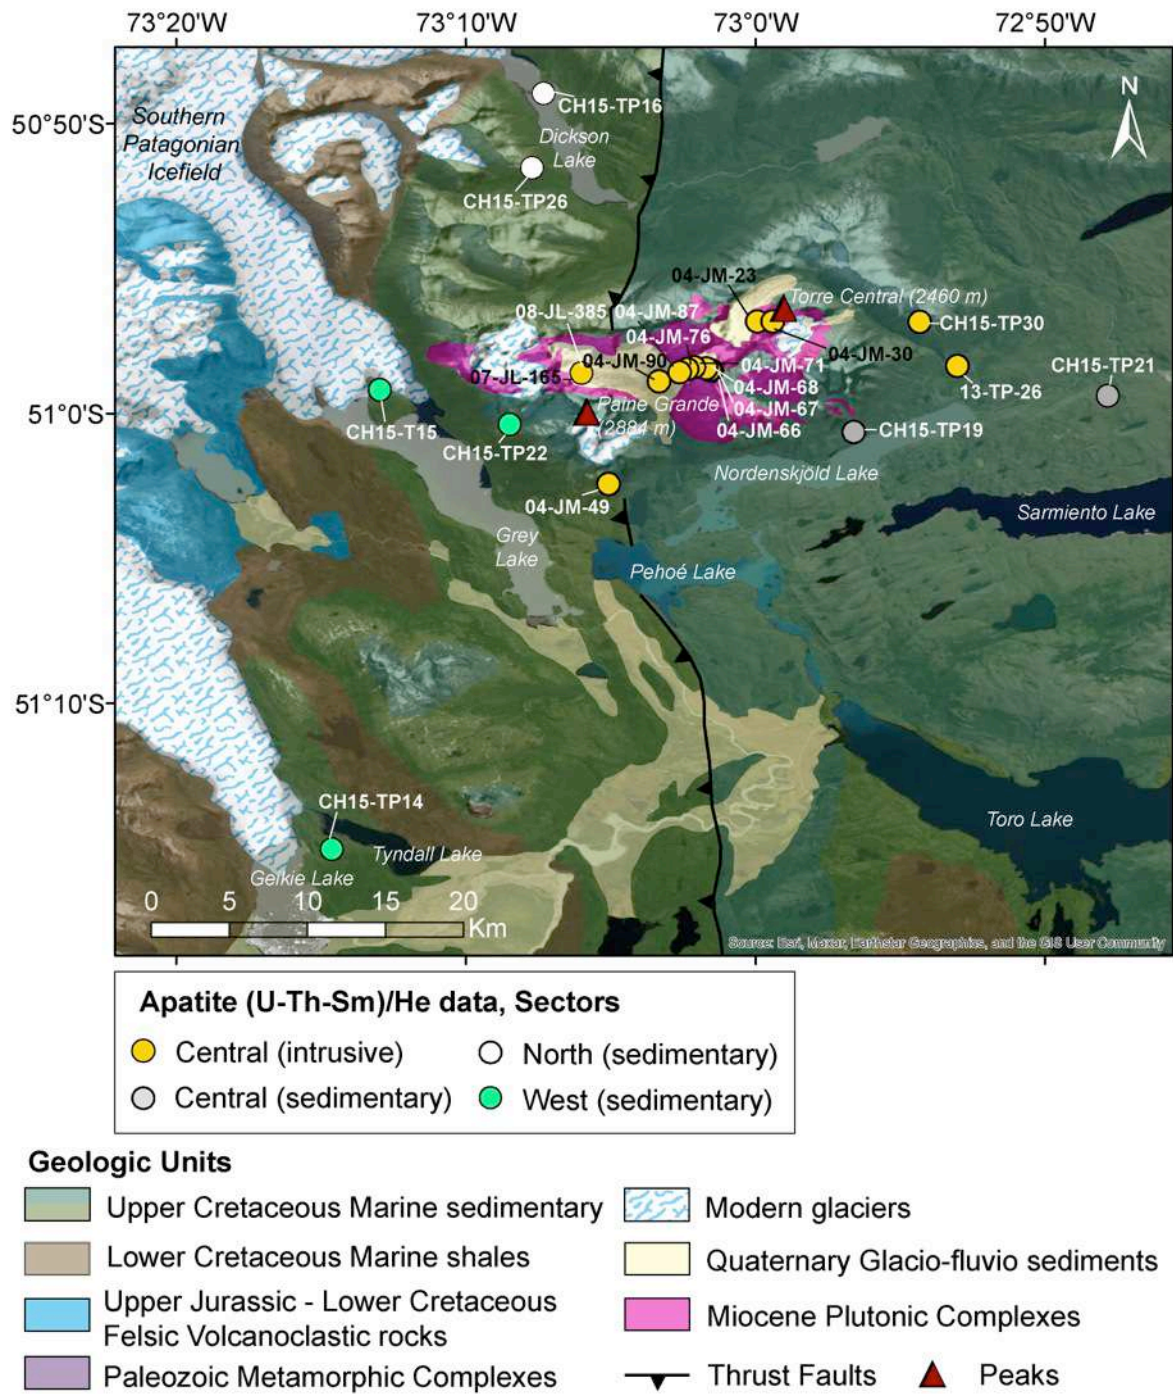 73°20'W 73°10'W 73°0'W 72°50'W
50°50'S
51°0'S
51°10'S
N
Southern
Patagonian
Icefield
CH15-TP16
Dickson
Lake
CH15-TP26
04-JM-23
Torre Central (2460 m)
08-JL-385 04-JM-87
04-JM-76
CH15-TP30
04-JM-90
04-JM-30
04-JM-71
07-JL-165
04-JM-68
13-TP-26
CH15-TP21
Paine Grande
(2884 m)
04-JM-67
04-JM-66
CH15-T15
CH15-TP22
CH15-TP19
Nordenskjöld Lake
04-JM-49
Sarmiento Lake
Grey
Lake
Pehoé Lake
CH15-TP14
Tyndall Lake
Toro Lake
Geikie Lake
0 5 10 15 20
Km
Source: Esri, Maxar, Earthstar Geographics, and the GIS User Community
Apatite (U-Th-Sm)/He data, Sectors
Central (intrusive) North (sedimentary)
Central (sedimentary) West (sedimentary)
Geologic Units
Upper Cretaceous Marine sedimentary
Modern glaciers
Lower Cretaceous Marine shales
Quaternary Glacio-fluvio sediments
Upper Jurassic - Lower Cretaceous
Felsic Volcanoclastic rocks
Miocene Plutonic Complexes
Paleozoic Metamorphic Complexes
Thrust Faults Peaks